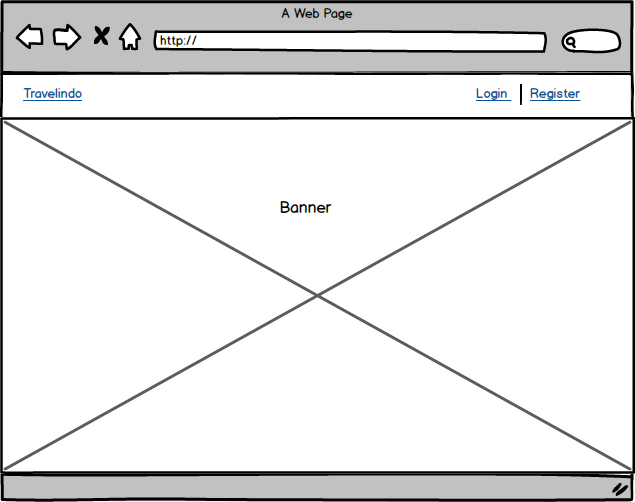 A Web Page
http://
Travelindo
Login
Register
Banner